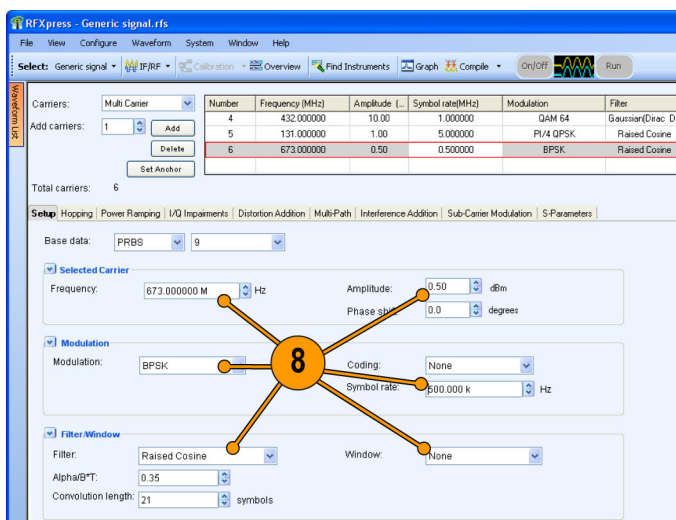 RFXpress - Generic signal.rfs
File View Configure Waveform System Window Help
Select: Generic signal IF/RF Calibration Overview Find Instruments Graph Compile On/Off Run
Waveform List
Carriers: Multi Carrier
Add carriers: 1 Add
Delete
Set Anchor
Total carriers: 6
Number Frequency (MHz) Amplitude (... Symbol rate(MHz) Modulation Filter
4 432.000000 10.00 1.000000 QAM 64 Gaussian(Dirac D
5 131.000000 1.00 5.000000 PI/4 QPSK Raised Cosine
6 673.000000 0.50 0.500000 BPSK Raised Cosine
Setup Hopping Power Ramping I/Q Impairments Distortion Addition Multi-Path Interference Addition Sub-Carrier Modulation S-Parameters
Base data: PRBS 9
Selected Carrier
Frequency: 673.000000 M Hz Amplitude: 0.50 dBm
Phase shift: 0.0 degrees
Modulation
Modulation: BPSK Coding: None
8
Symbol rate: 500.000 k Hz
Filter/Window
Filter: Raised Cosine Window: None
Alpha/B*T: 0.35
Convolution length: 21 symbols